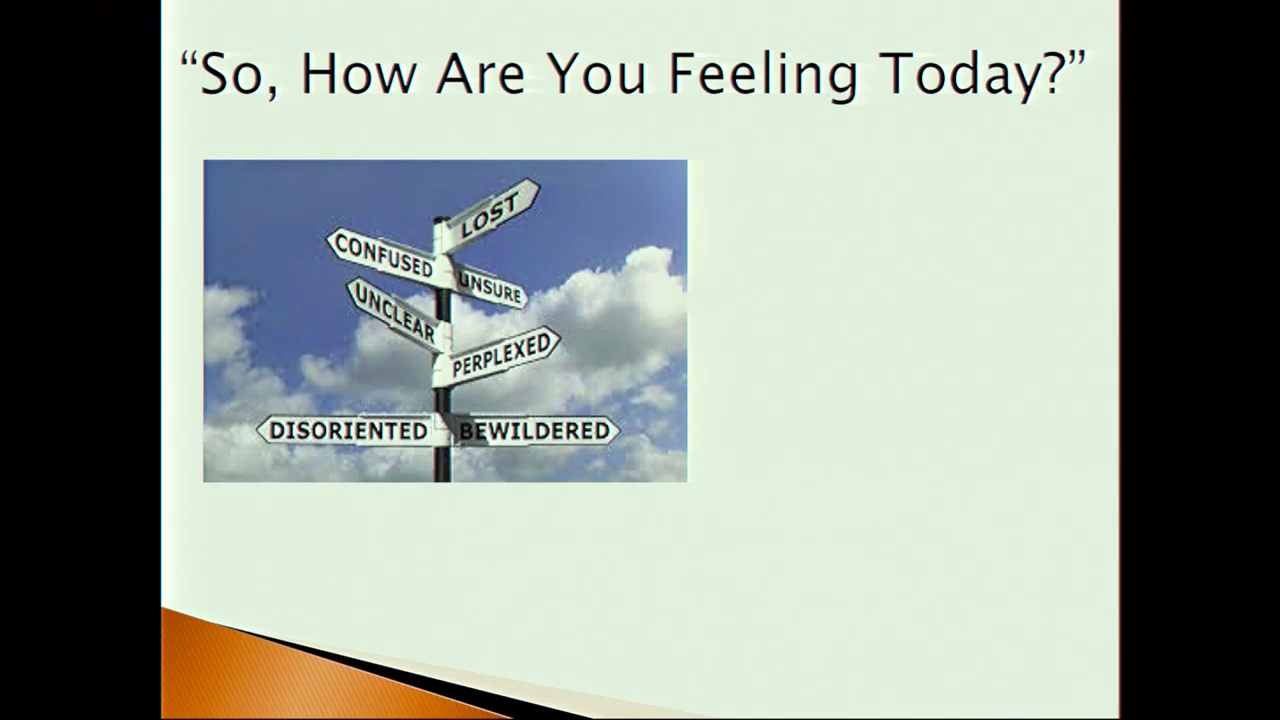 “So, How Are You Feeling Today?”
LOST
CONFUSED
UNSURE
UNCLEAR
PERPLEXED
DISORIENTED
BEWILDERED